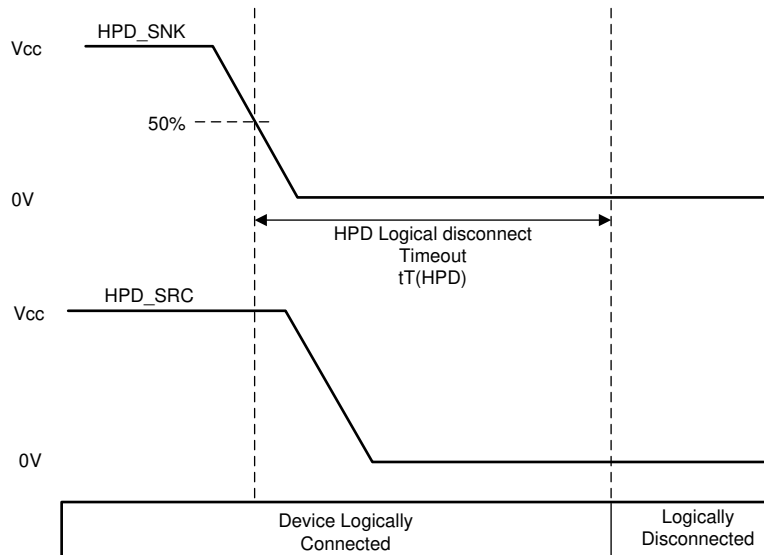 HPD_SNK
Vcc
50%
0V
HPD Logical disconnect
Timeout
tT(HPD)
HPD_SRC
Vcc
0V
Device Logically
Connected
Logically
Disconnected